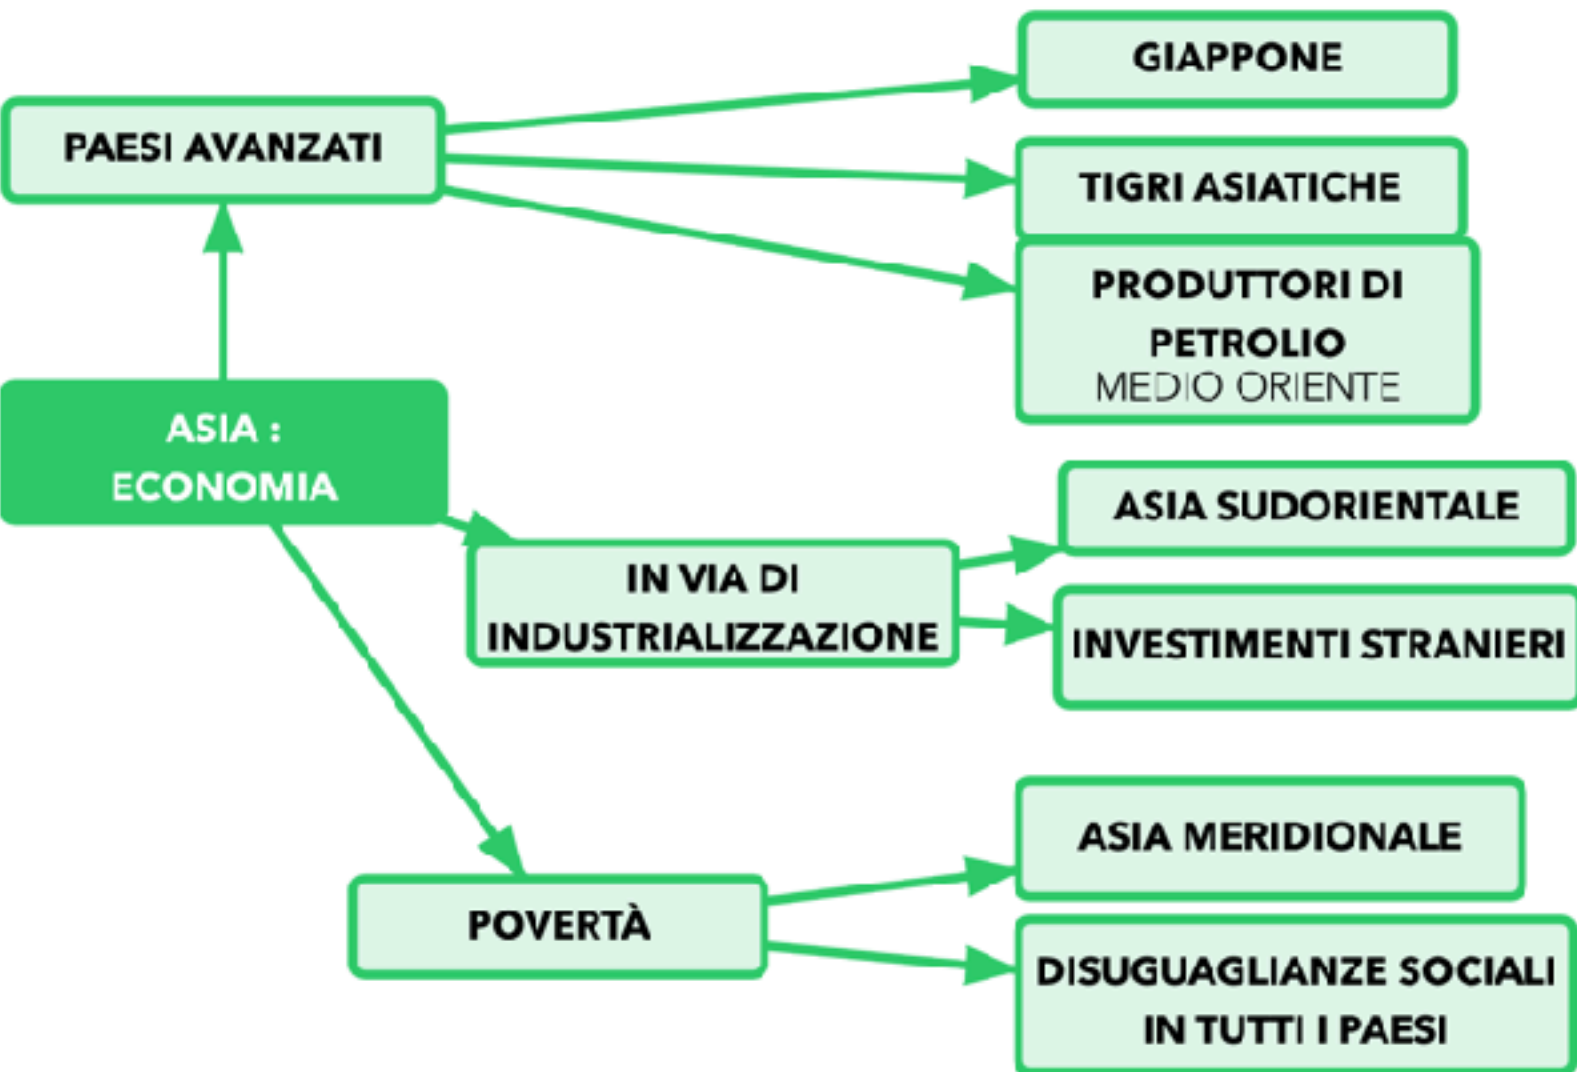 GIAPPONE
PAESI AVANZATI
TIGRI ASIATICHE
PRODUTTORI DI
PETROLIO
MEDIO ORIENTE
ASIA :
ECONOMIA
ASIA SUDORIENTALE
IN VIA DI
INDUSTRIALIZZAZIONE
INVESTIMENTI STRANIERI
ASIA MERIDIONALE
POVERTÀ
DISUGUAGLIANZE SOCIALI
IN TUTTI I PAESI